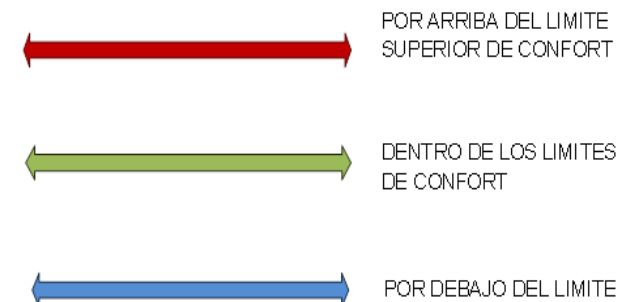 POR ARRIBA DEL LIMITE
SUPERIOR DE CONFORT
DENTRO DE LOS LIMITES
DE CONFORT
POR DEBAJO DEL LIMITE